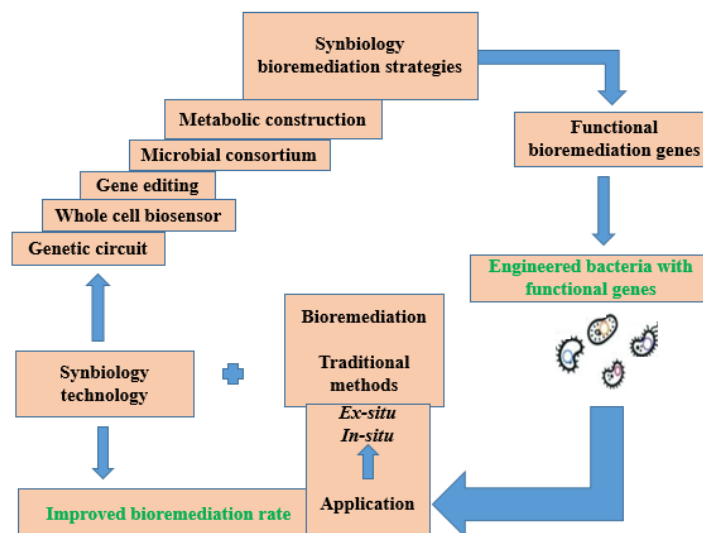 Synbiology
bioremediation strategies
Metabolic construction
Microbial consortium
Gene editing
Whole cell biosensor
Genetic circuit
Functional
bioremediation genes
Engineered bacteria with
functional genes
Synbiology
technology
Bioremediation
Traditional
methods
Ex-situ
In-situ
Application
Improved bioremediation rate